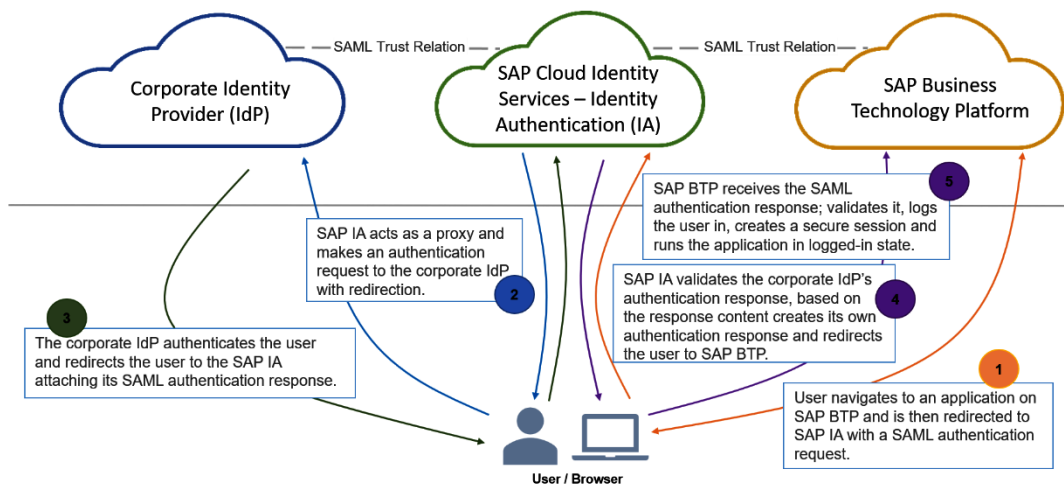 SAML Trust Relation
SAML Trust Relation
Corporate Identity
Provider (IdP)
SAP Cloud Identity
Services – Identity
Authentication (IA)
SAP Business
Technology Platform
5
SAP BTP receives the SAML
authentication response; validates it, logs
the user in, creates a secure session and
runs the application in logged-in state.
SAP IA acts as a proxy and
makes an authentication
request to the corporate IdP
with redirection.
2
SAP IA validates the corporate IdP's
authentication response, based on
the response content creates its own
authentication response and redirects
the user to SAP BTP.
4
3
The corporate IdP authenticates the user
and redirects the user to the SAP IA
attaching its SAML authentication response.
1
User navigates to an application on
SAP BTP and is then redirected to
SAP IA with a SAML authentication
request.
User / Browser